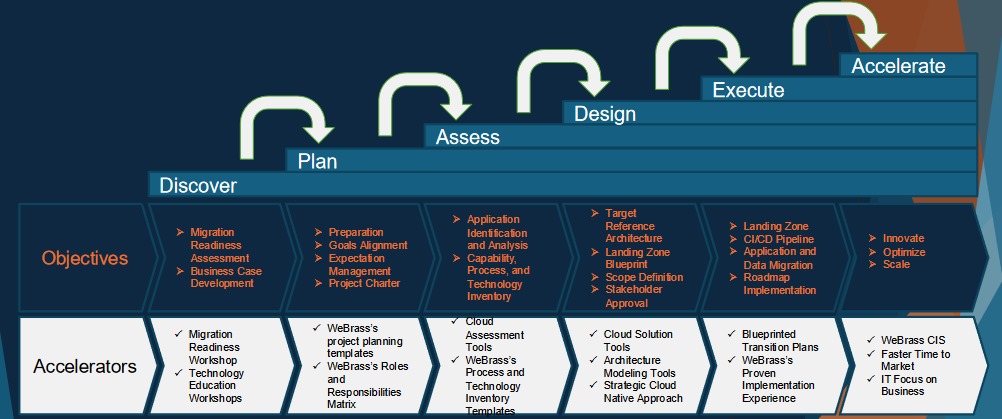 Accelerate
Execute
Design
Assess
Plan
Discover
Objectives
Migration
Readiness
Assessment
Business Case
Development
Preparation
Goals Alignment
Expectation
Management
Project Charter
Application
Identification
and Analysis
Capability,
Process, and
Technology
Inventory
Target
Reference
Architecture
Landing Zone
Blueprint
Scope Definition
Stakeholder
Approval
Landing Zone
CI/CD Pipeline
Application and
Data Migration
Roadmap
Implementation
Innovate
Optimize
Scale
Accelerators
Migration
Readiness
Workshop
Technology
Education
Workshops
WeBrass's
project planning
templates
WeBrass's Roles
and
Responsibilities
Matrix
Cloud
Assessment
Tools
WeBrass's
Process and
Technology
Inventory
Templates
Cloud Solution
Tools
Architecture
Modeling Tools
Strategic Cloud
Native Approach
Blueprinted
Transition Plans
WeBrass's
Proven
Implementation
Experience
WeBrass CIS
Faster Time to
Market
IT Focus on
Business